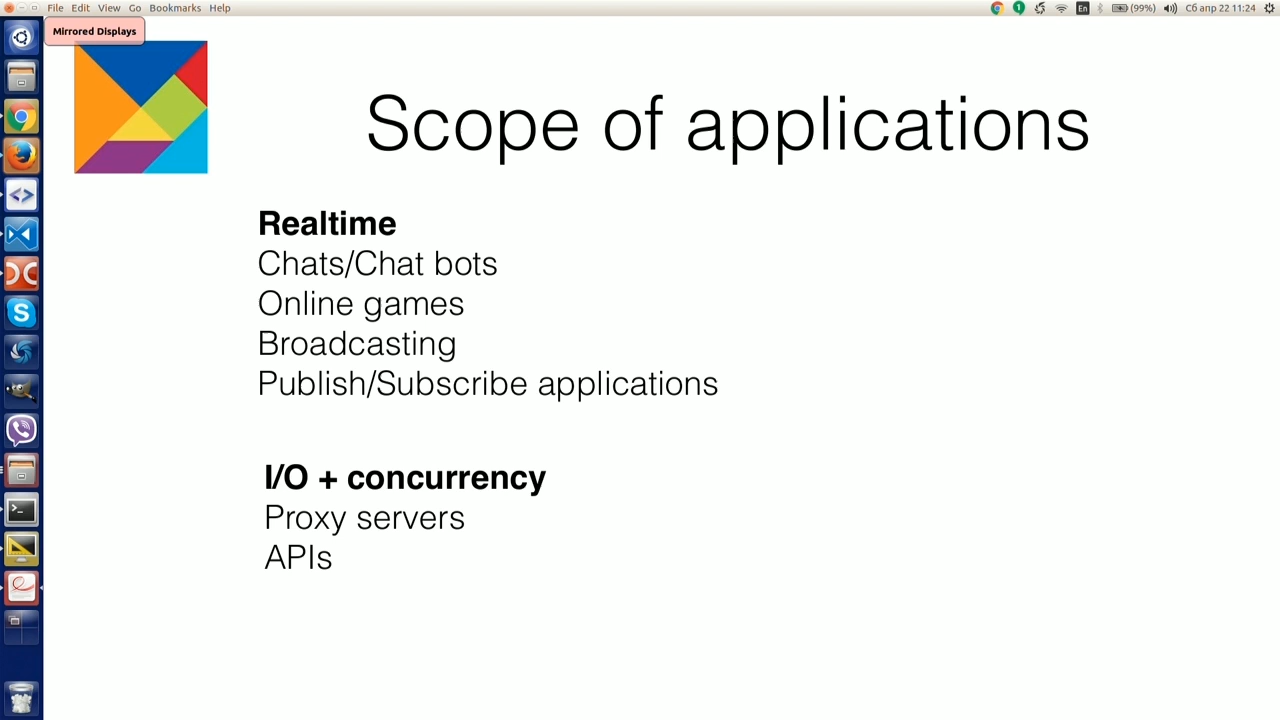 File Edit View Go Bookmarks Help
1 En (99%) Сб апр 22 11:24
Mirrored Displays
Scope of applications
Realtime
Chats/Chat bots
Online games
Broadcasting
Publish/Subscribe applications
I/O + concurrency
Proxy servers
APIs